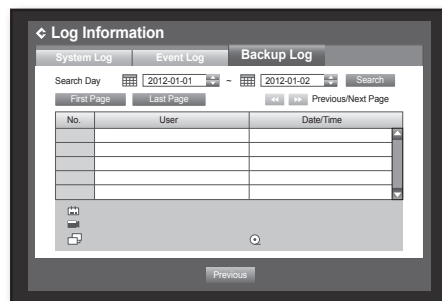 Log Information
System Log Event Log Backup Log
Search Day 2012-01-01 ~ 2012-01-02 Search
First Page Last Page Previous/Next Page
No. User Date/Time
Previous